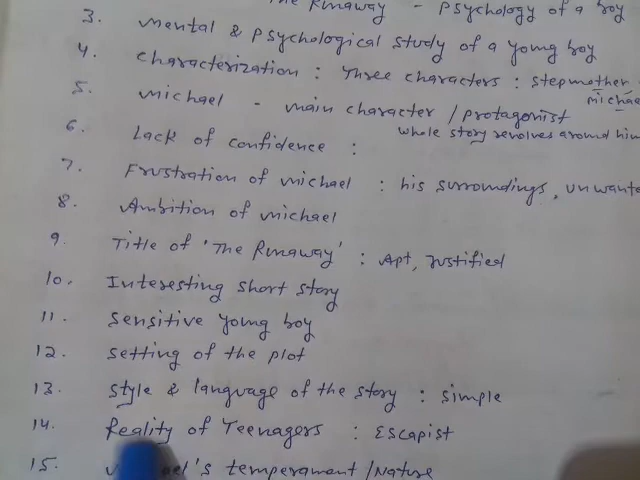 The Runaway - Psychology of a boy
3. Mental & Psychological study of a young boy
4. Characterization : Three characters : stepmother
5. Michael - main character / Protagonist
whole story revolves around him
6. Lack of confidence :
7. Frustration of Michael : his surroundings,
8. Ambition of Michael
9. Title of 'The Runaway' : Apt, Justified
10. Interesting short story
11. Sensitive young boy
12. Setting of the plot
13. Style & language of the story : simple
14. Reality of Teenagers : Escapist
15. temperament / Nature